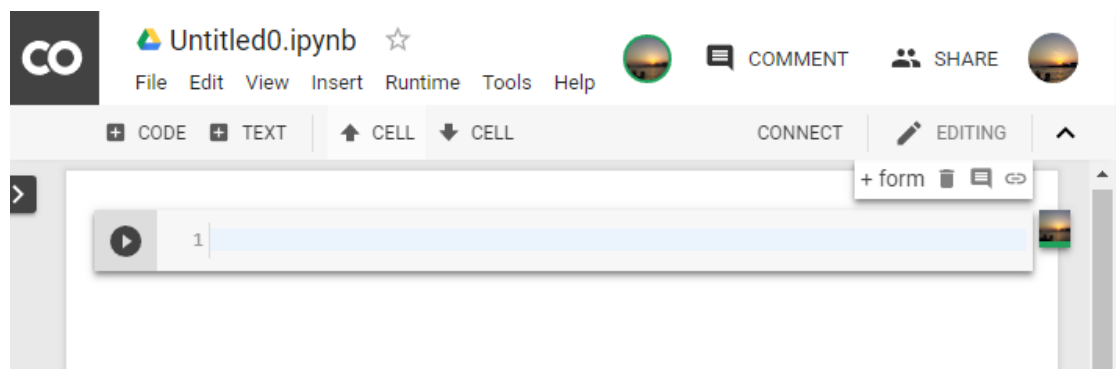 CO
Untitled0.ipynb
File Edit View Insert Runtime Tools Help
COMMENT
SHARE
CODE TEXT CELL CELL CONNECT EDITING
+ form
1